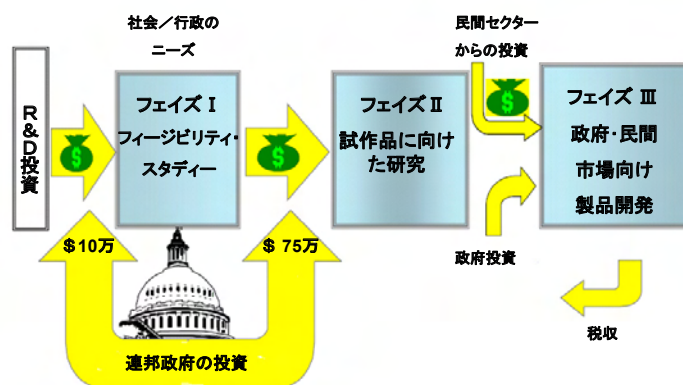 社会／行政の
ニーズ
民間セクター
からの投資
R&D投資
フェイズ Ⅰ
フィージビリティ・
スタディー
フェイズ Ⅱ
試作品に向け
た研究
フェイズ Ⅲ
政府・民間
市場向け
製品開発
$
$
$
＄10万
＄ 75万
政府投資
連邦政府の投資
税収